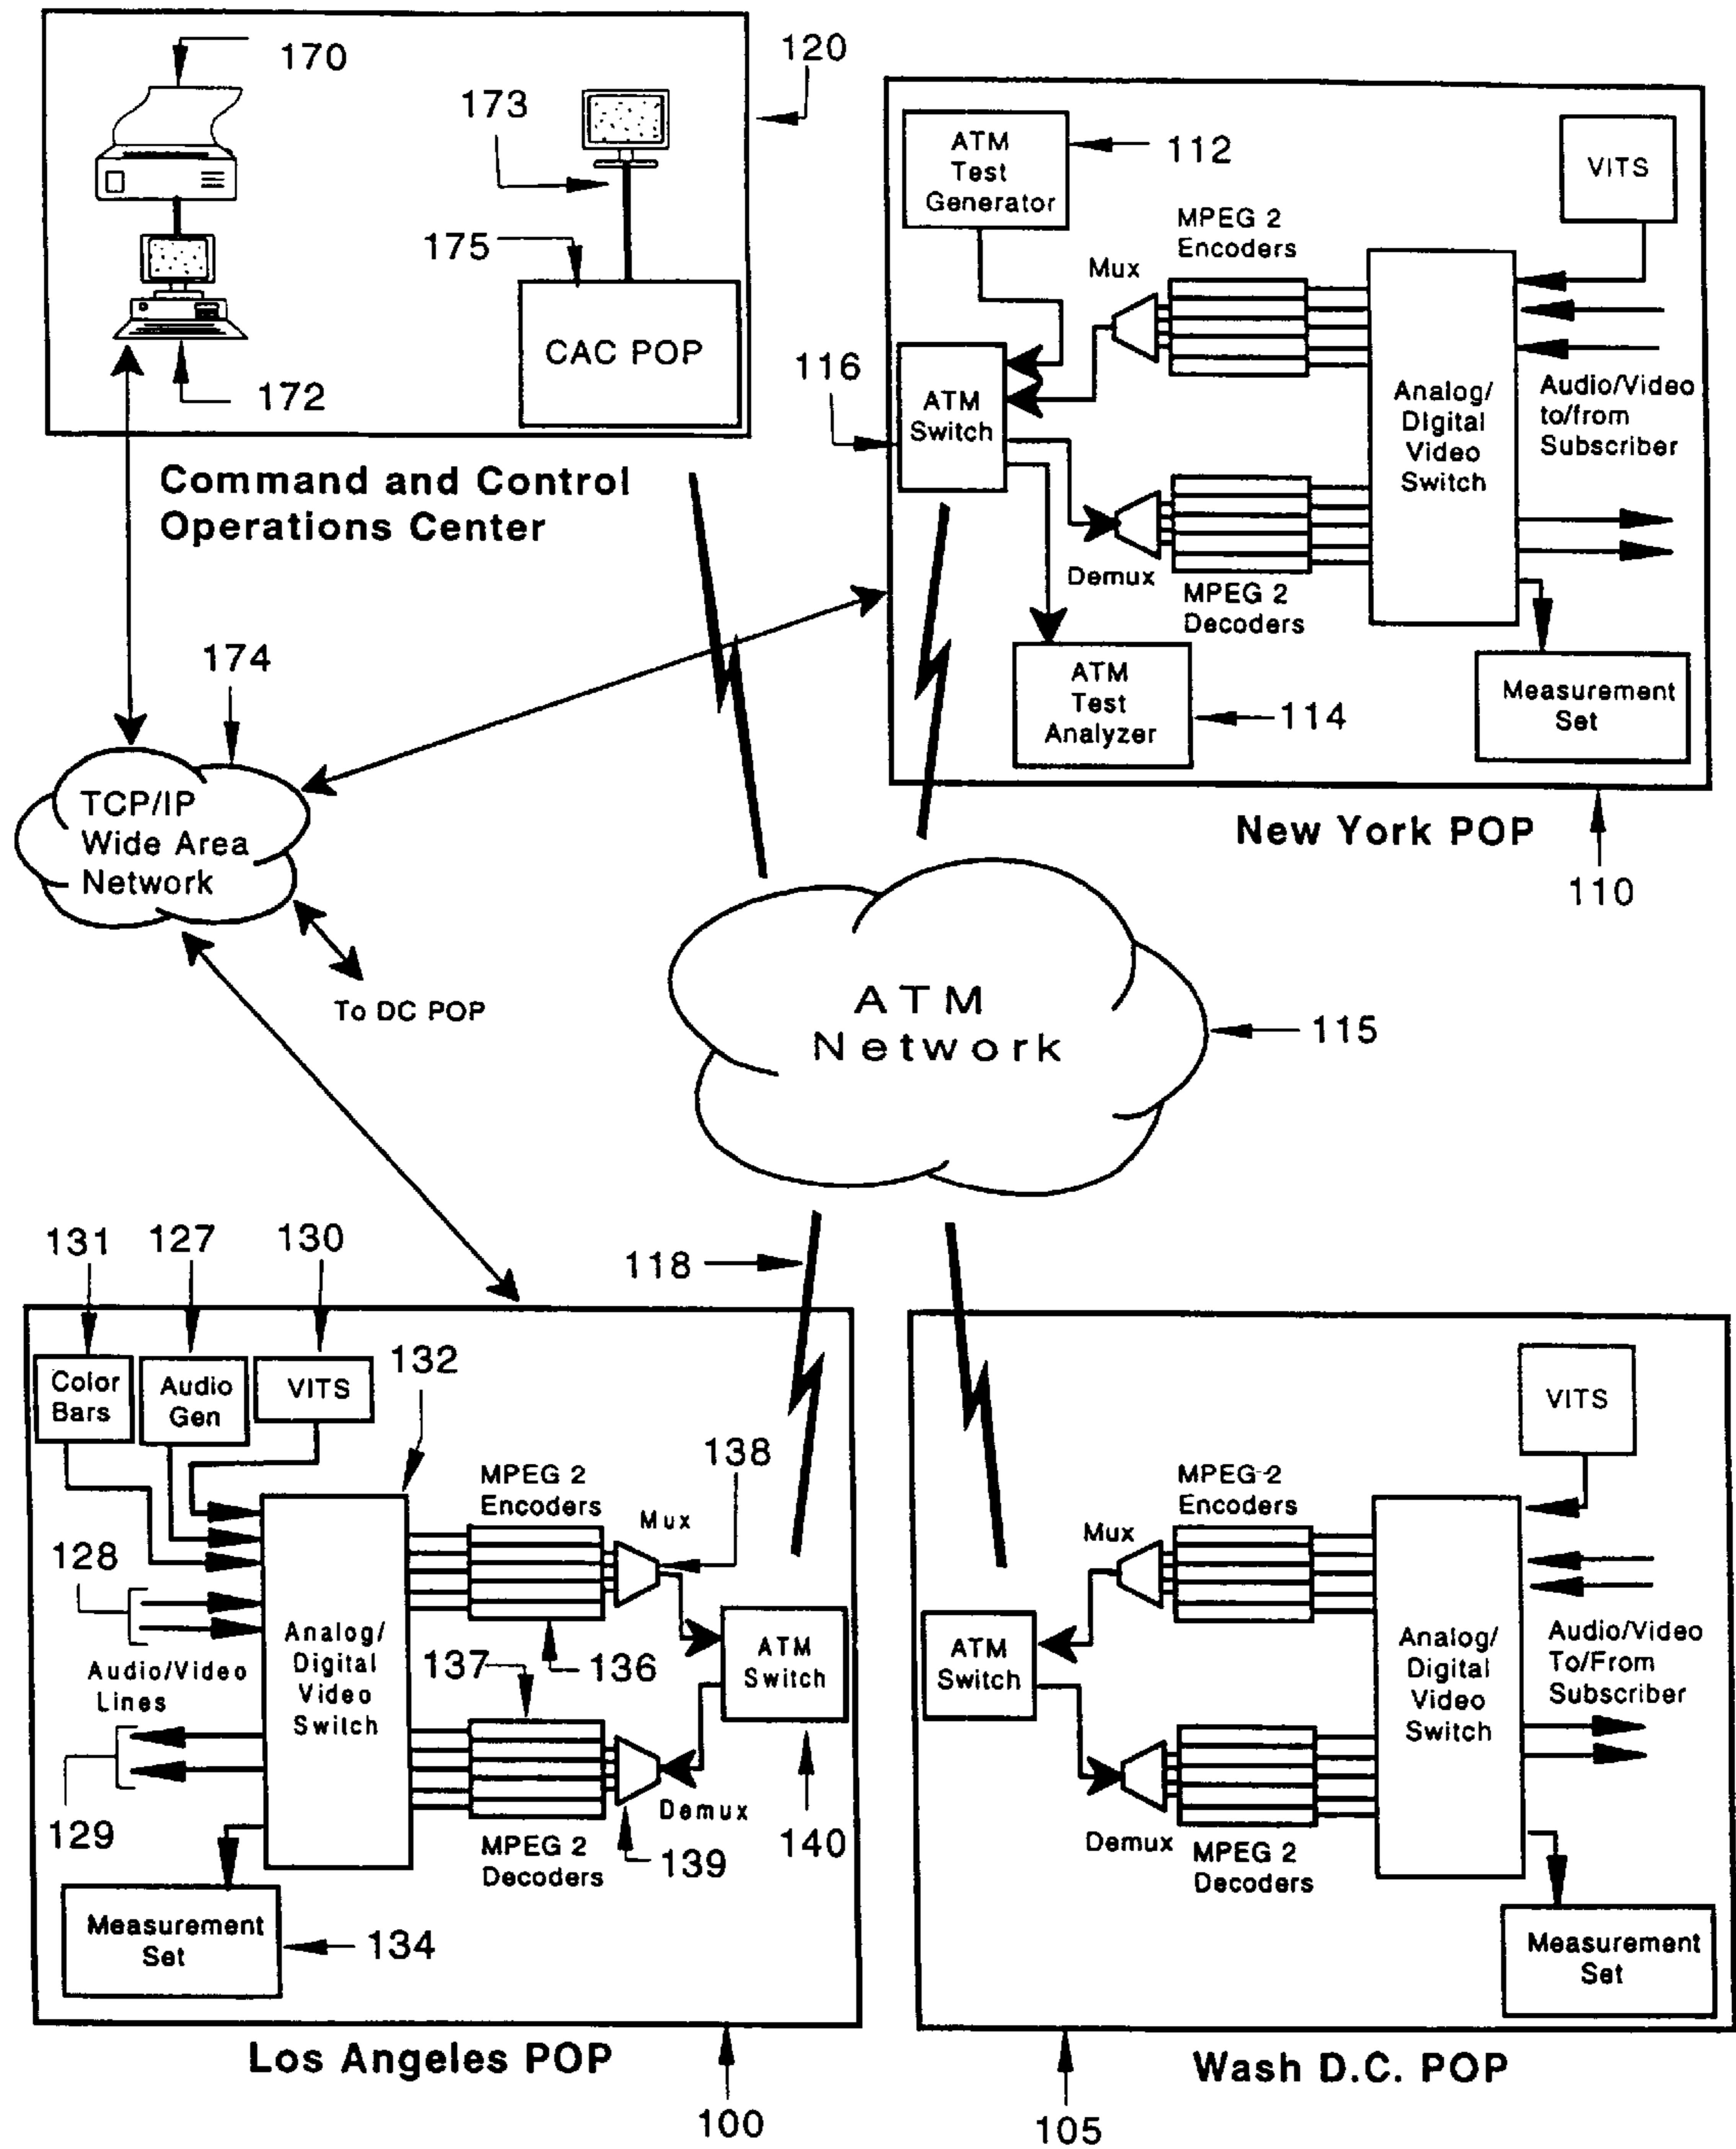 170
173
120
175
CAC POP
172
Command and Control
Operations Center
ATM
Test
Generator
112
VITS
MPEG 2
Encoders
Mux
116
ATM
Switch
Analog/
Digital
Video
Switch
Audio/Video
to/from
Subscriber
Demux
MPEG 2
Decoders
ATM
Test
Analyzer
114
Measurement
Set
New York POP
110
174
TCP/IP
Wide Area
Network
To DC POP
ATM
Network
115
118
131
127
130
132
Color
Bars
Audio
Gen
VITS
MPEG 2
Encoders
Mux
138
128
Analog/
Digital
Video
Switch
137
136
ATM
Switch
Audio/Video
Lines
129
MPEG 2
Decoders
139
Demux
140
Measurement
Set
134
Los Angeles POP
100
VITS
MPEG-2
Encoders
Mux
ATM
Switch
Analog/
Digital
Video
Switch
Audio/Video
To/From
Subscriber
Demux
MPEG 2
Decoders
Measurement
Set
Wash D.C. POP
105